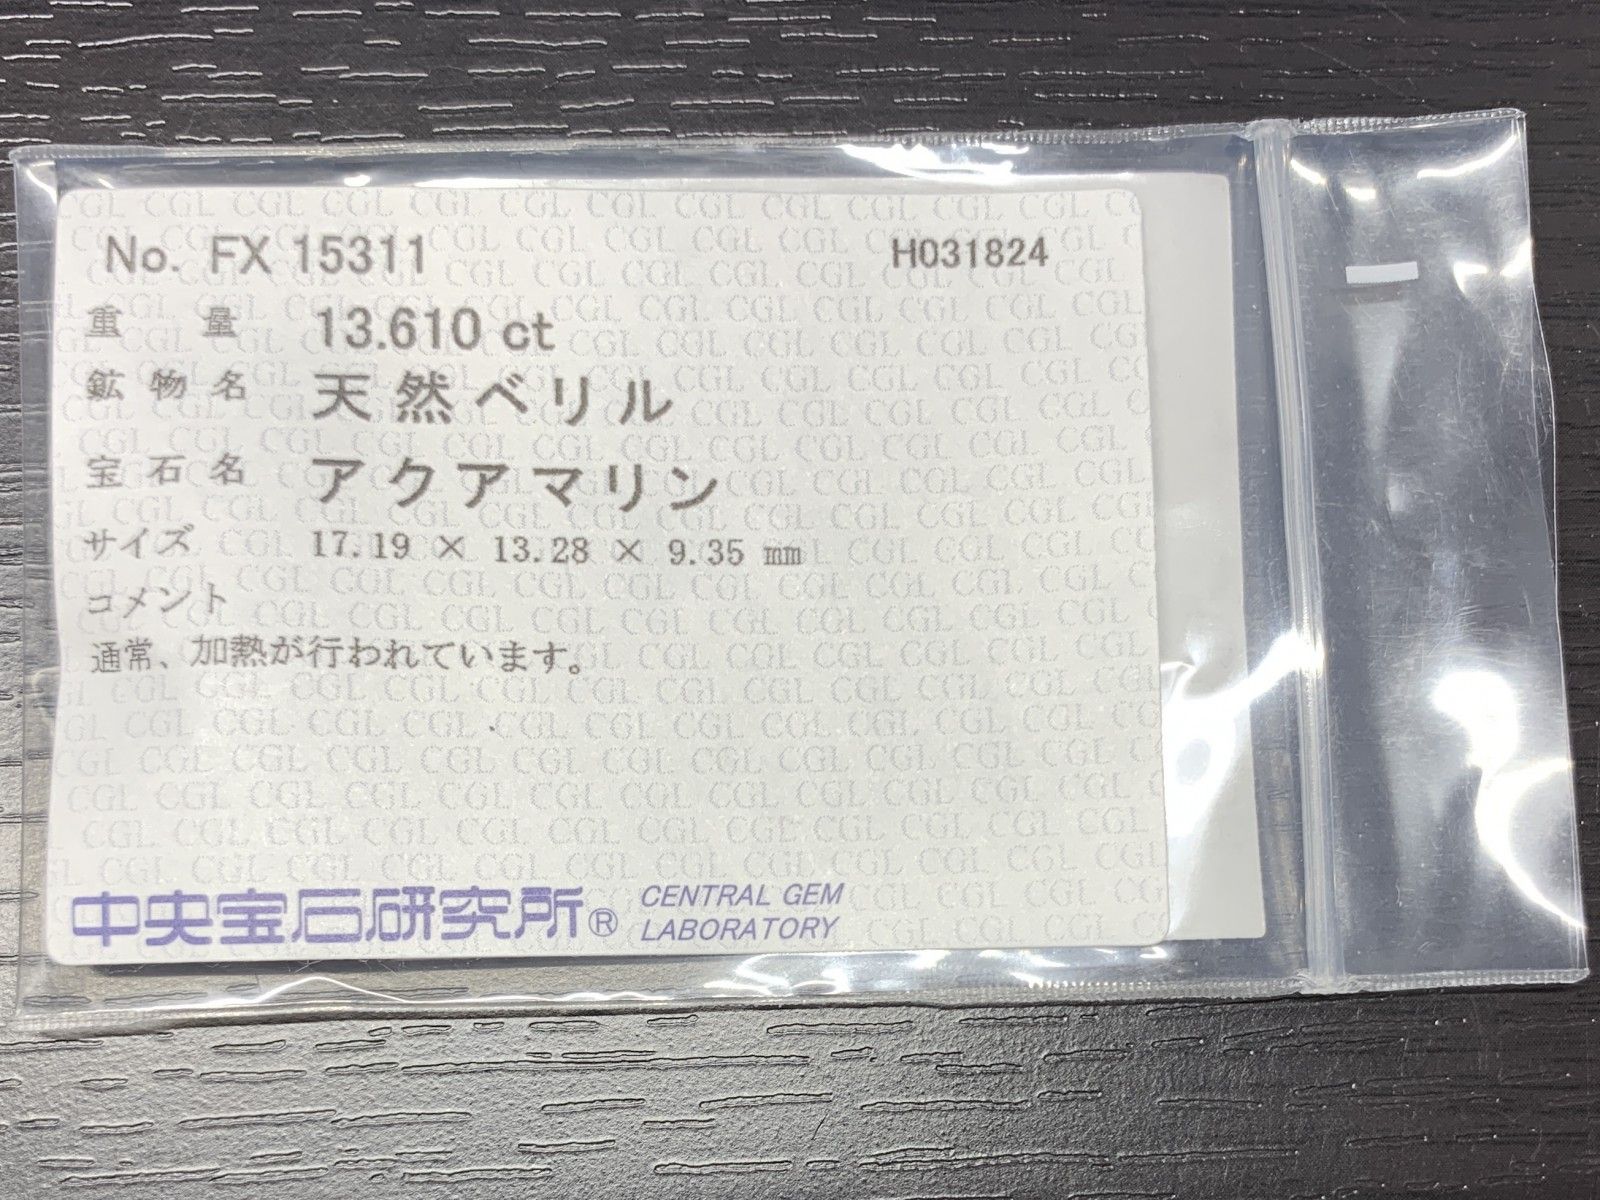 No. FX 15311 H031824
重量 13.610 ct
鉱物名 天然ベリル
宝石名 アクアマリン
サイズ 17.19 × 13.28 × 9.35 mm
コメント
通常、加熱が行われています。
中央宝石研究所® CENTRAL GEM
LABORATORY